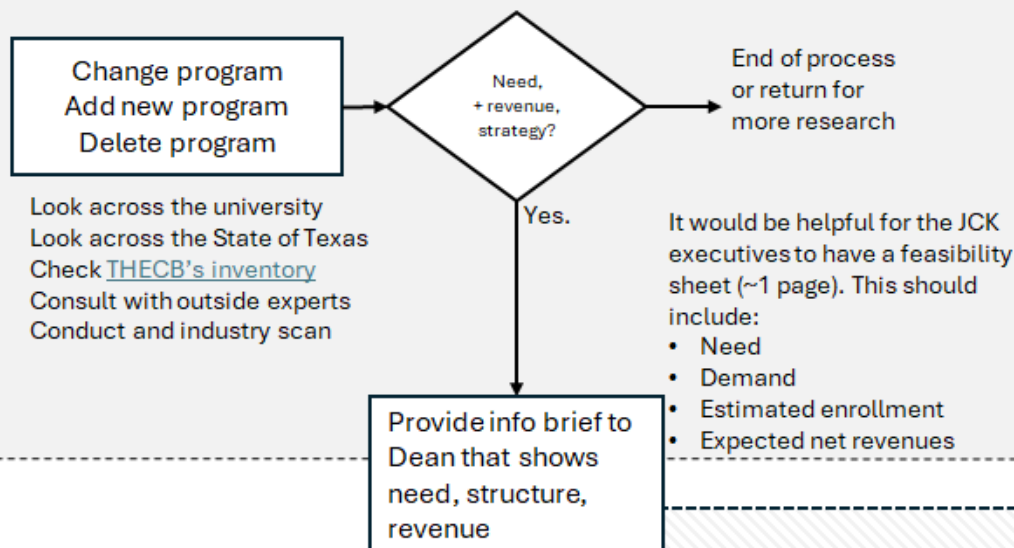 Change program
Add new program
Delete program
Need,
+ revenue,
strategy?
End of process
or return for
more research
Look across the university
Look across the State of Texas
Check THECB's inventory
Consult with outside experts
Conduct and industry scan
Yes.
It would be helpful for the JCK
executives to have a feasibility
sheet (~1 page). This should
include:
• Need
• Demand
• Estimated enrollment
• Expected net revenues
Provide info brief to
Dean that shows
need, structure,
revenue